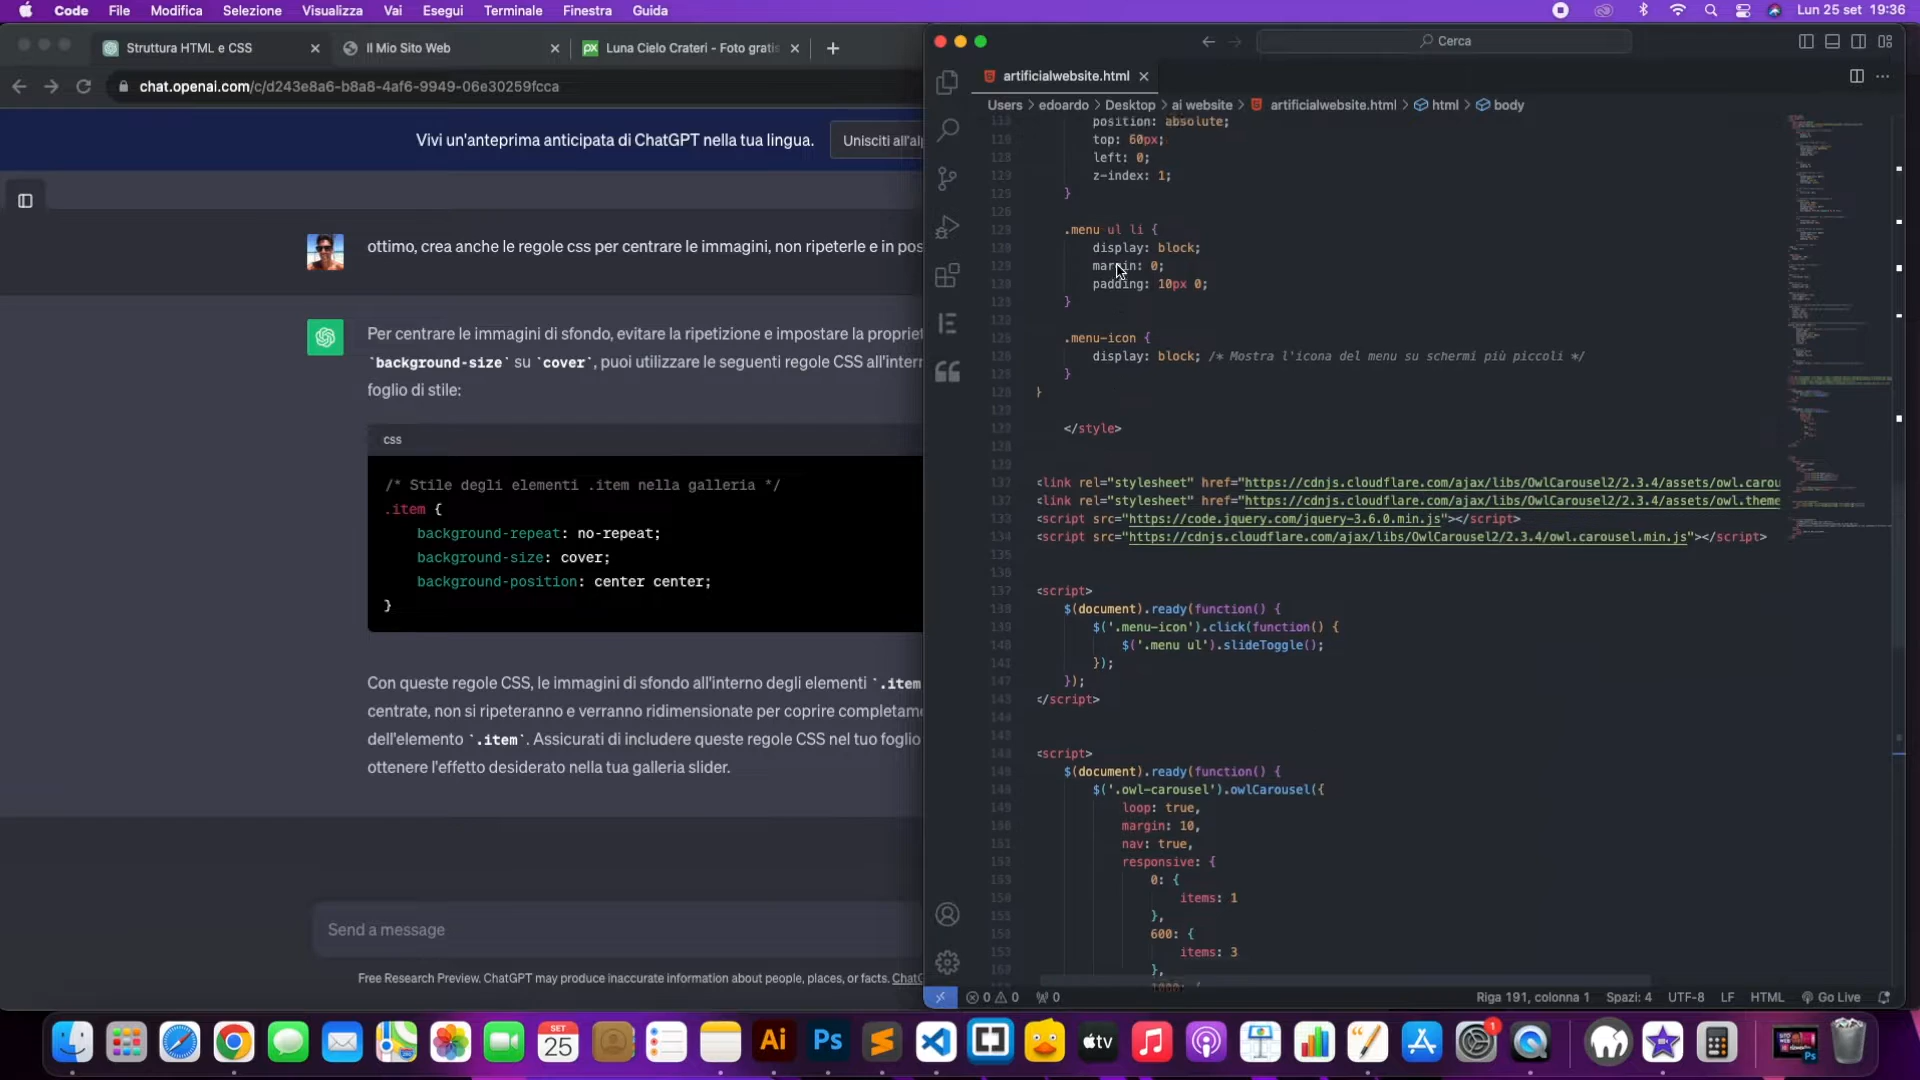 Code File Modifica Selezione Visualizza Vai Esegui Terminale Finestra Guida
Lun 25 set 19:36
Struttura HTML e CSS
Il Mio Sito Web
Luna Cielo Crateri - Foto gratis
chat.openai.com/c/d243e8a6-b8a8-4af6-9949-06e30259fcca
Vivi un'anteprima anticipata di ChatGPT nella tua lingua.
Unisciti all'al
ottimo, crea anche le regole css per centrare le immagini, non ripeterle e in pos
Per centrare le immagini di sfondo, evitare la ripetizione e impostare la propriet
`background-size` su `cover`, puoi utilizzare le seguenti regole CSS all'intern
foglio di stile:
css
/* Stile degli elementi .item nella galleria */
.item {
background-repeat: no-repeat;
background-size: cover;
background-position: center center;
}
Con queste regole CSS, le immagini di sfondo all'interno degli elementi `.item
centrate, non si ripeteranno e verranno ridimensionate per coprire completame
dell'elemento `.item`. Assicurati di includere queste regole CSS nel tuo foglio
ottenere l'effetto desiderato nella tua galleria slider.
Send a message
Free Research Preview. ChatGPT may produce inaccurate information about people, places, or facts. ChatG
Cerca
artificialwebsite.html
Users > edoardo > Desktop > ai website > artificialwebsite.html > html > body
position: absolute;
top: 60px;
left: 0;
z-index: 1;
}
.menu ul li {
display: block;
margin: 0;
padding: 10px 0;
}
.menu-icon {
display: block; /* Mostra l'icona del menu su schermi più piccoli */
}
}
</style>
<link rel="stylesheet" href="https://cdnjs.cloudflare.com/ajax/libs/OwlCarousel2/2.3.4/assets/owl.carou
<link rel="stylesheet" href="https://cdnjs.cloudflare.com/ajax/libs/OwlCarousel2/2.3.4/assets/owl.theme
<script src="https://code.jquery.com/jquery-3.6.0.min.js"></script>
<script src="https://cdnjs.cloudflare.com/ajax/libs/OwlCarousel2/2.3.4/owl.carousel.min.js"></script>
<script>
$(document).ready(function() {
$('.menu-icon').click(function() {
$('.menu ul').slideToggle();
});
});
</script>
<script>
$(document).ready(function() {
$('.owl-carousel').owlCarousel({
loop: true,
margin: 10,
nav: true,
responsive: {
0: {
items: 1
},
600: {
items: 3
},
0 0 0
Riga 191, colonna 1 Spazi: 4 UTF-8 LF HTML Go Live
SET
25
Ai
Ps
tv
1
Ps